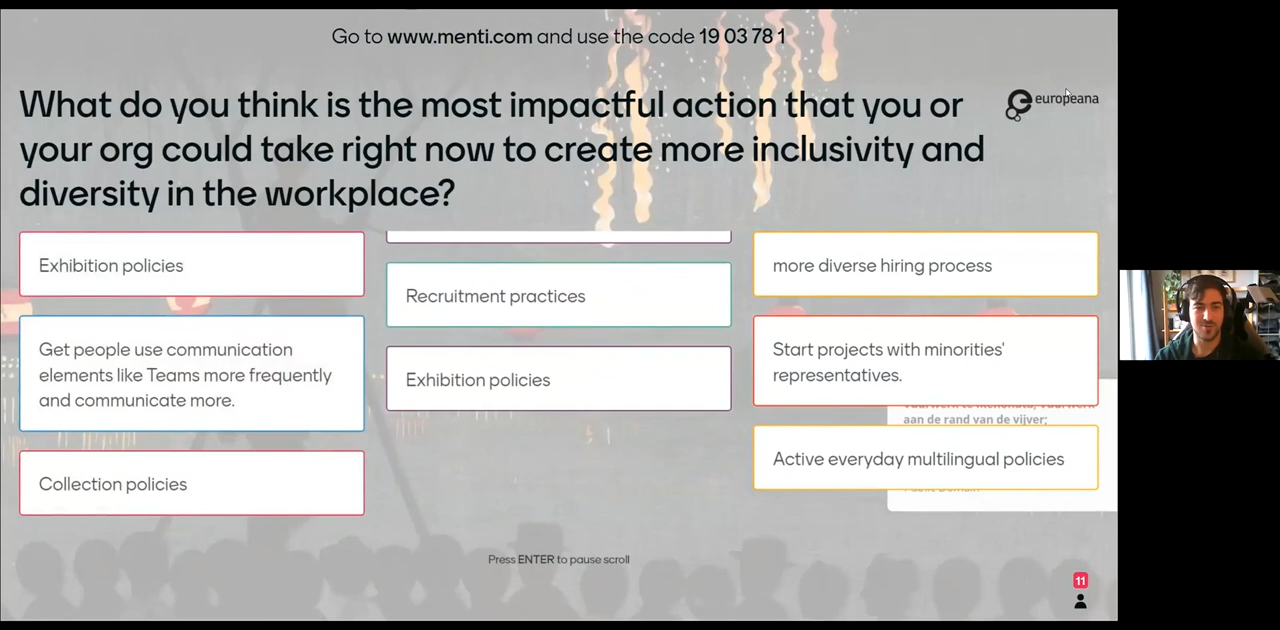 Go to www.menti.com and use the code 19 03 78 1
What do you think is the most impactful action that you or
your org could take right now to create more inclusivity and
diversity in the workplace?
europeana
Exhibition policies
Get people use communication
elements like Teams more frequently
and communicate more.
Collection policies
Recruitment practices
Exhibition policies
more diverse hiring process
Start projects with minorities'
representatives.
aan de rand van de vijver;
Active everyday multilingual policies
Press ENTER to pause scroll
11